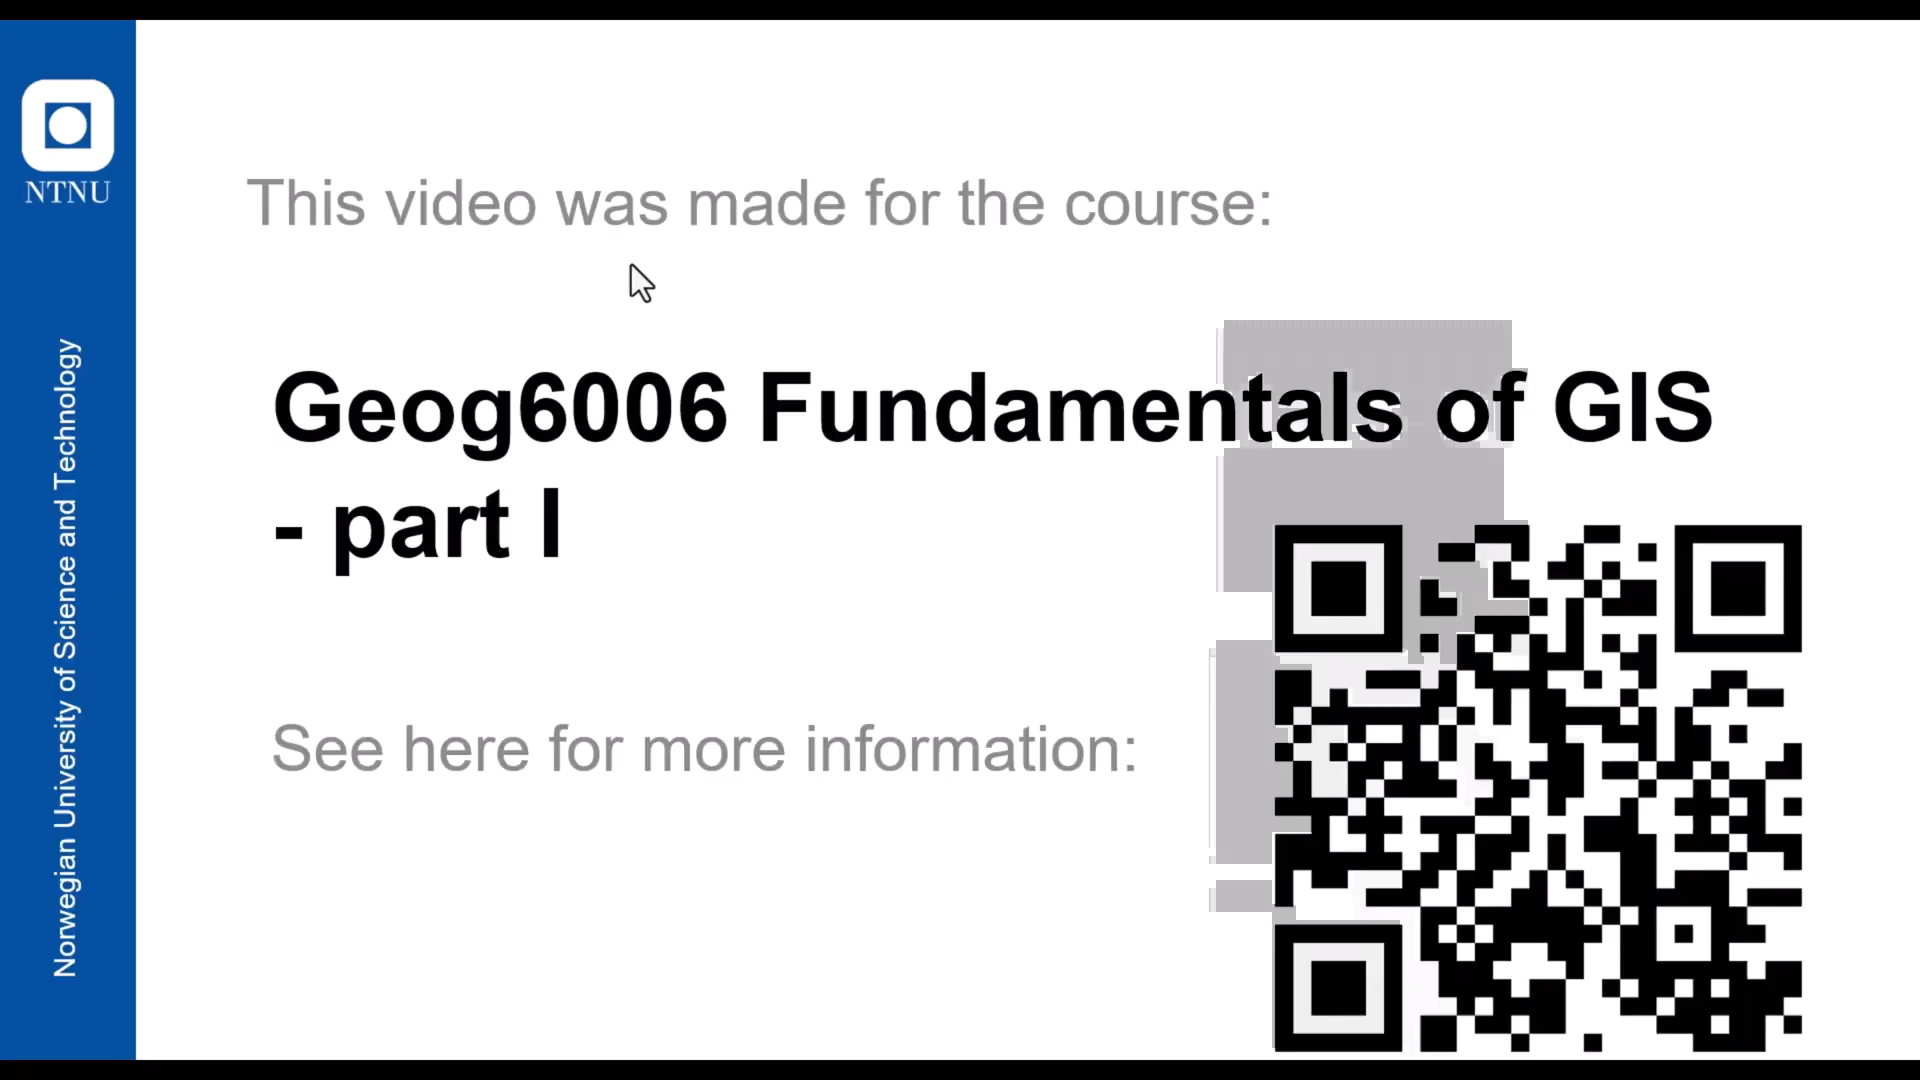 NTNU
Norwegian University of Science and Technology
This video was made for the course:
Geog6006 Fundamentals of GIS
- part I
See here for more information: